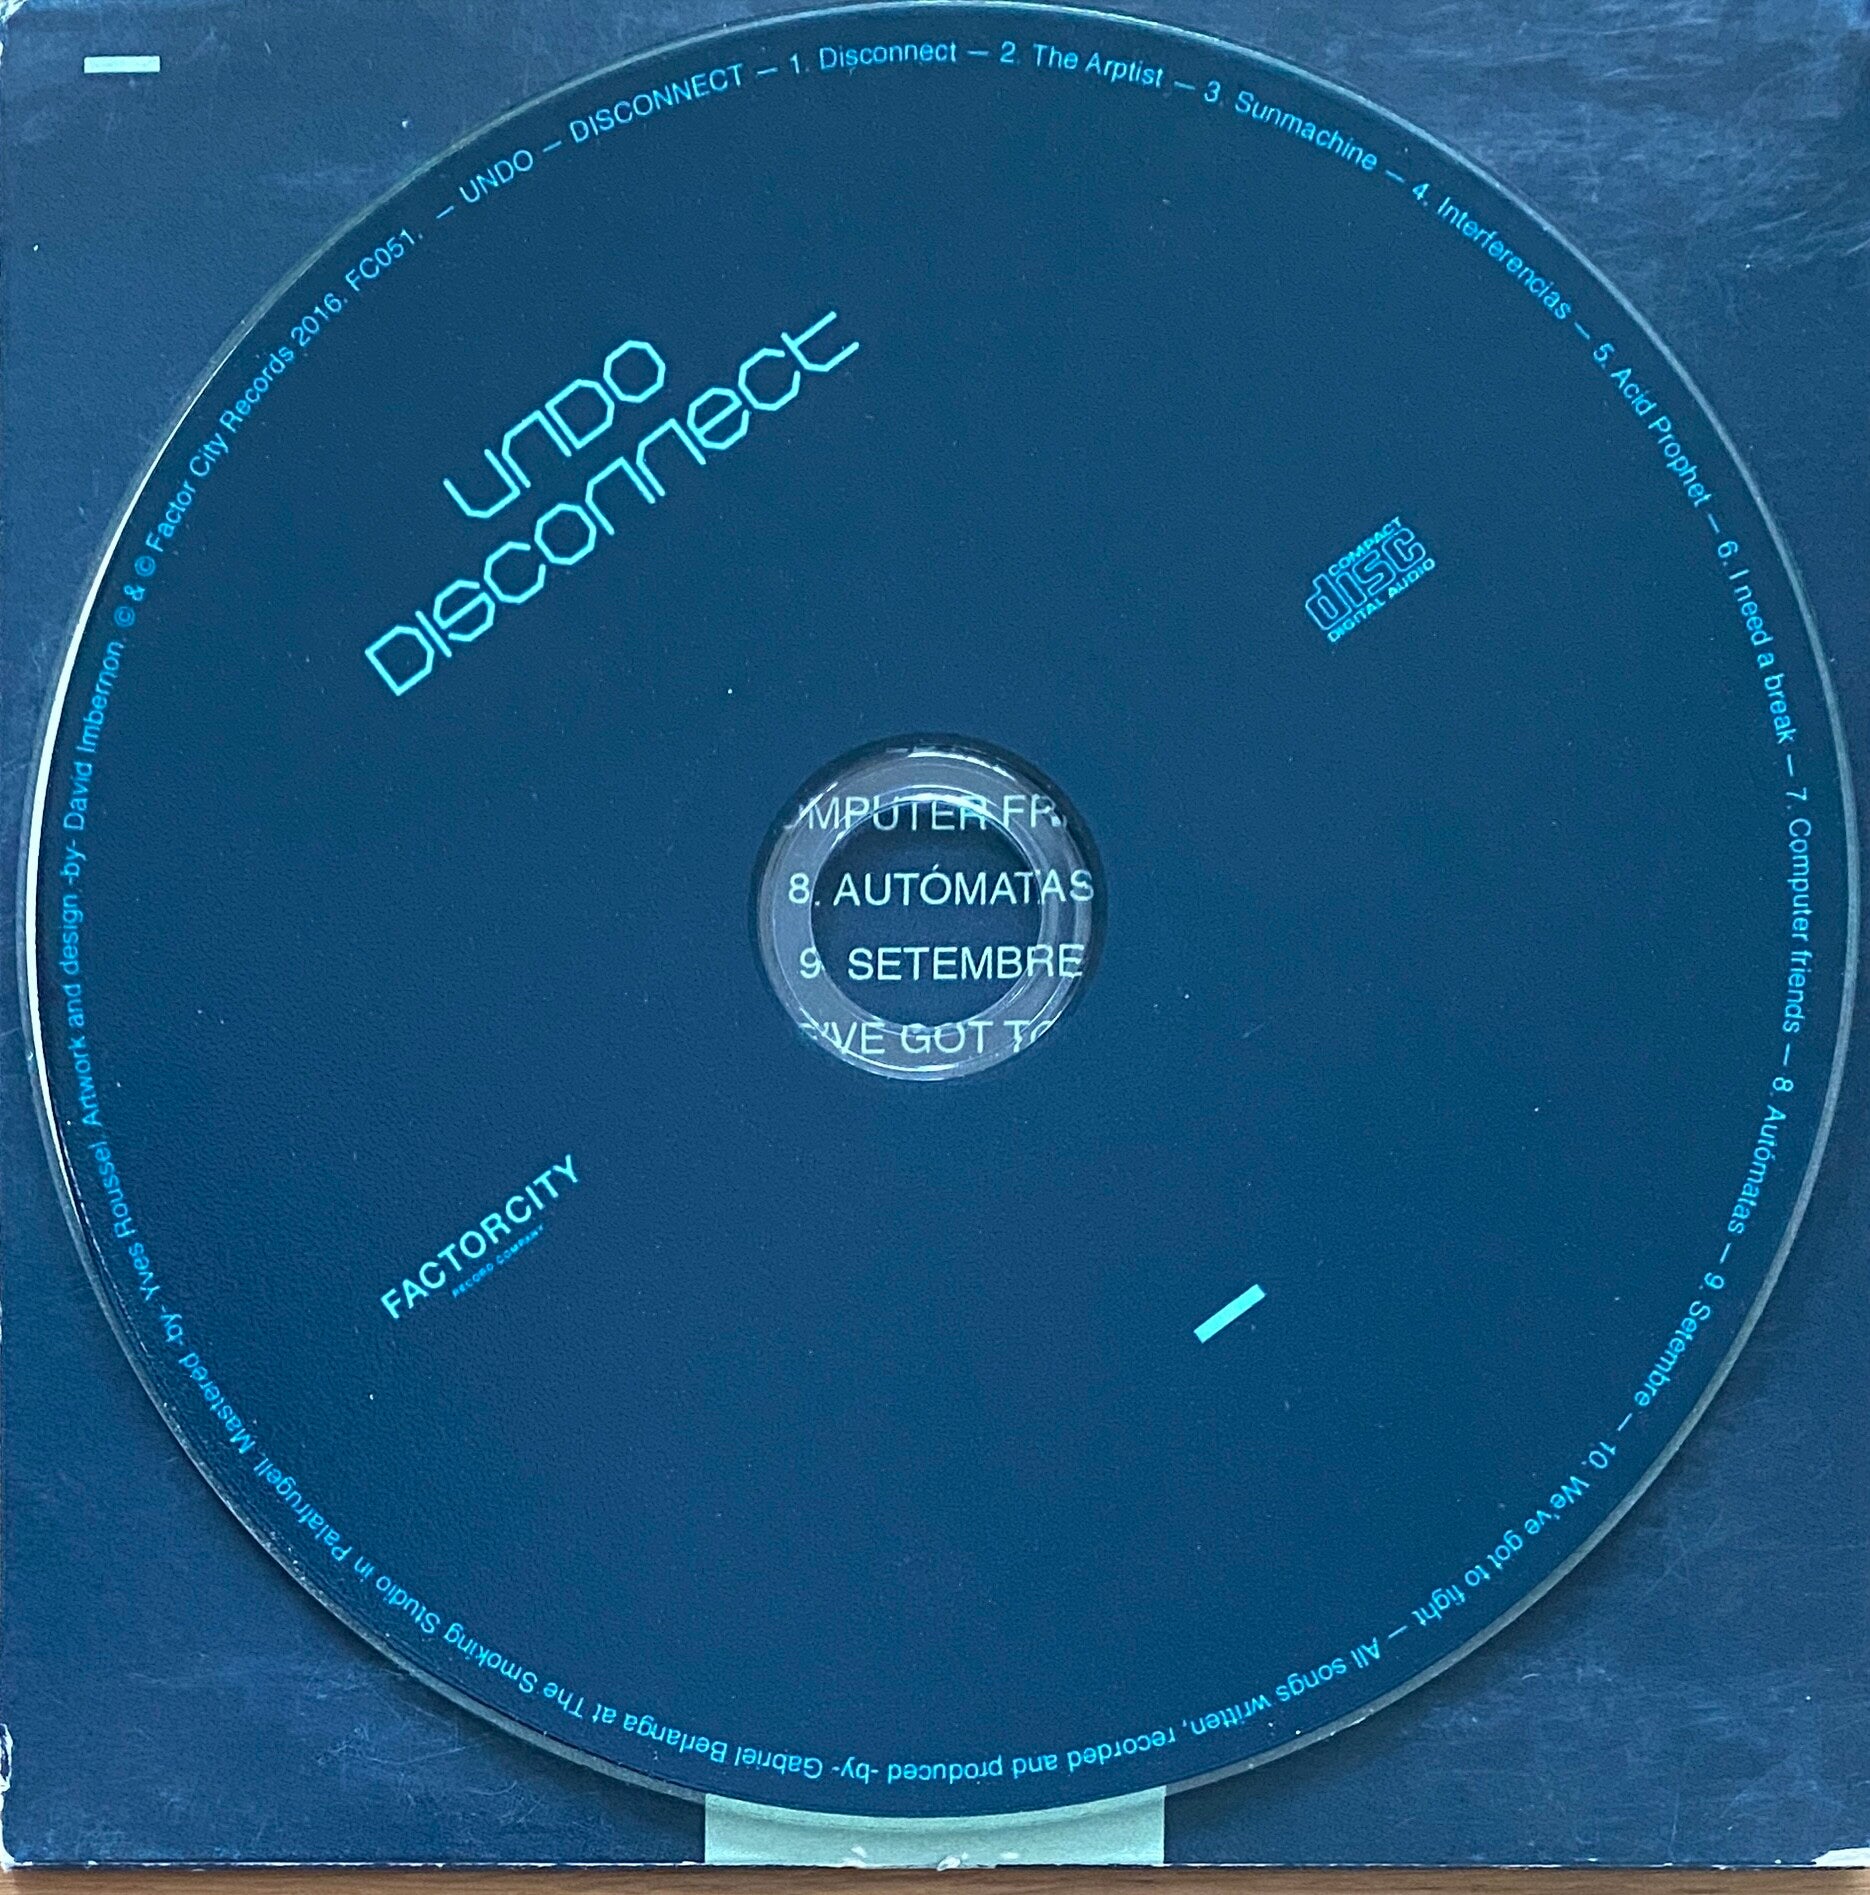 — UNDO — DISCONNECT — 1. Disconnect — 2. The Arptist — 3. Sunmachine — 4. Interferencias — 5. Acid Prophet — 6. I need a break — 7. Computer friends — 8. Autómatas — 9. Setembre — 10. We've got to fight — All songs written, recorded and produced -by- Gabriel Berlanga at The Smoking Studio in Palafrugell. Mastered -by- Yves Roussel. Artwork and design -by- David Imbernon. © & © Factor City Records 2016. FC051.
UNDO
DISCONNECT
COMPACT
disc
DIGITAL AUDIO
OMPUTER FR
8. AUTÓMATAS
9. SETEMBRE
'VE GOT TO
FACTORCITY
RECORD COMPANY